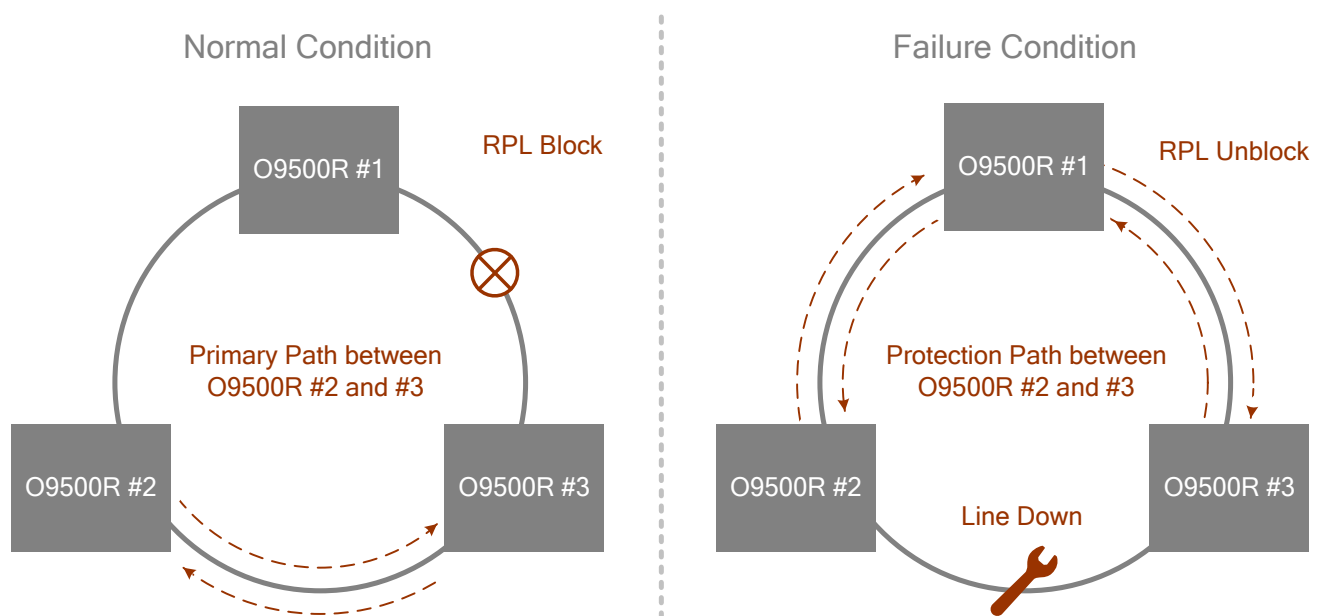 Normal Condition
RPL Block
O9500R #1
Primary Path between
O9500R #2 and #3
O9500R #2
O9500R #3
Failure Condition
RPL Unblock
O9500R #1
Protection Path between
O9500R #2 and #3
O9500R #2
O9500R #3
Line Down